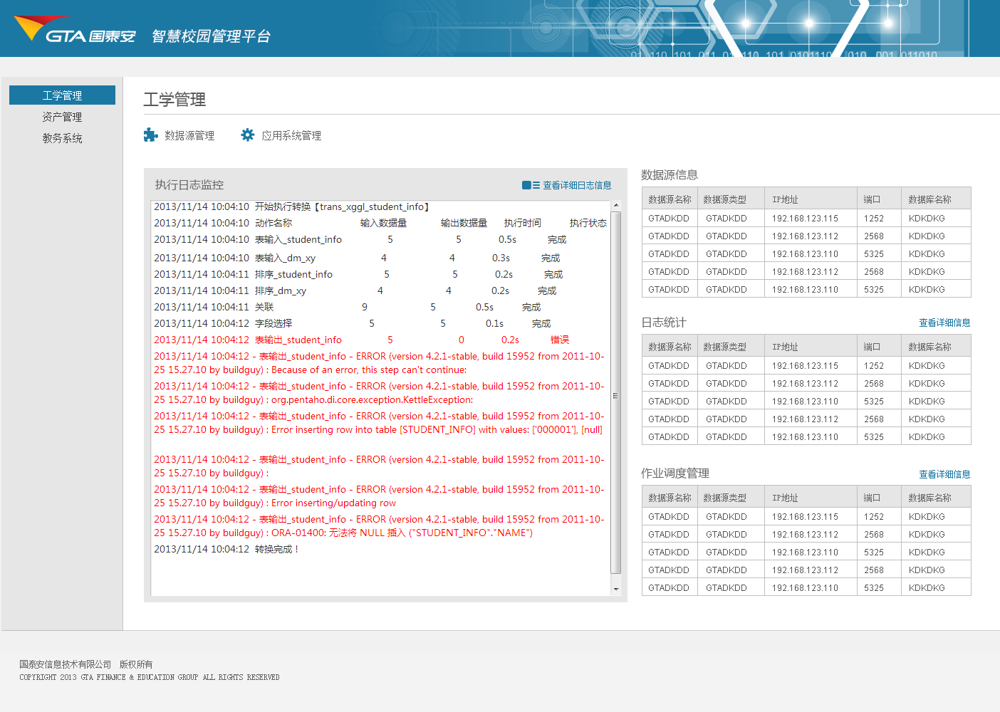 GTA 国泰安 智慧校园管理平台
01 110 101 011 010110 101 01011101 010 001 011010
工学管理
资产管理
教务系统
工学管理
数据源管理 应用系统管理
执行日志监控 查看详细日志信息
2013/11/14 10:04:10 开始执行转换【trans_xggl_student_info】
2013/11/14 10:04:10 动作名称 输入数据量 输出数据量 执行时间 执行状态
2013/11/14 10:04:10 表输入_student_info 5 5 0.5s 完成
2013/11/14 10:04:10 表输入_dm_xy 4 4 0.3s 完成
2013/11/14 10:04:11 排序_student_info 5 5 0.2s 完成
2013/11/14 10:04:11 排序_dm_xy 4 4 0.2s 完成
2013/11/14 10:04:11 关联 9 5 0.5s 完成
2013/11/14 10:04:12 字段选择 5 5 0.1s 完成
2013/11/14 10:04:12 表输出_student_info 5 0 0.2s 错误
2013/11/14 10:04:12 - 表输出_student_info - ERROR (version 4.2.1-stable, build 15952 from 2011-10-
25 15.27.10 by buildguy) : Because of an error, this step can't continue:
2013/11/14 10:04:12 - 表输出_student_info - ERROR (version 4.2.1-stable, build 15952 from 2011-10-
25 15.27.10 by buildguy) : org.pentaho.di.core.exception.KettleException:
2013/11/14 10:04:12 - 表输出_student_info - ERROR (version 4.2.1-stable, build 15952 from 2011-10-
25 15.27.10 by buildguy) : Error inserting row into table [STUDENT_INFO] with values: ['000001'], [null]
2013/11/14 10:04:12 - 表输出_student_info - ERROR (version 4.2.1-stable, build 15952 from 2011-10-
25 15.27.10 by buildguy) :
2013/11/14 10:04:12 - 表输出_student_info - ERROR (version 4.2.1-stable, build 15952 from 2011-10-
25 15.27.10 by buildguy) : Error inserting/updating row
2013/11/14 10:04:12 - 表输出_student_info - ERROR (version 4.2.1-stable, build 15952 from 2011-10-
25 15.27.10 by buildguy) : ORA-01400: 无法将 NULL 插入 ("STUDENT_INFO"."NAME")
2013/11/14 10:04:12 转换完成！
数据源信息
数据源名称 数据源类型 IP地址 端口 数据库名称
GTADKDD GTADKDD 192.168.123.115 1252 KDKDKG
GTADKDD GTADKDD 192.168.123.112 2568 KDKDKG
GTADKDD GTADKDD 192.168.123.110 5325 KDKDKG
GTADKDD GTADKDD 192.168.123.112 2568 KDKDKG
GTADKDD GTADKDD 192.168.123.110 5325 KDKDKG
日志统计 查看详细信息
数据源名称 数据源类型 IP地址 端口 数据库名称
GTADKDD GTADKDD 192.168.123.115 1252 KDKDKG
GTADKDD GTADKDD 192.168.123.112 2568 KDKDKG
GTADKDD GTADKDD 192.168.123.110 5325 KDKDKG
GTADKDD GTADKDD 192.168.123.112 2568 KDKDKG
GTADKDD GTADKDD 192.168.123.110 5325 KDKDKG
作业调度管理 查看详细信息
数据源名称 数据源类型 IP地址 端口 数据库名称
GTADKDD GTADKDD 192.168.123.115 1252 KDKDKG
GTADKDD GTADKDD 192.168.123.112 2568 KDKDKG
GTADKDD GTADKDD 192.168.123.110 5325 KDKDKG
GTADKDD GTADKDD 192.168.123.112 2568 KDKDKG
GTADKDD GTADKDD 192.168.123.110 5325 KDKDKG
国泰安信息技术有限公司 版权所有
COPYRIGHT 2013 GTA FINANCE & EDUCATION GROUP ALL RIGHTS RESERVED